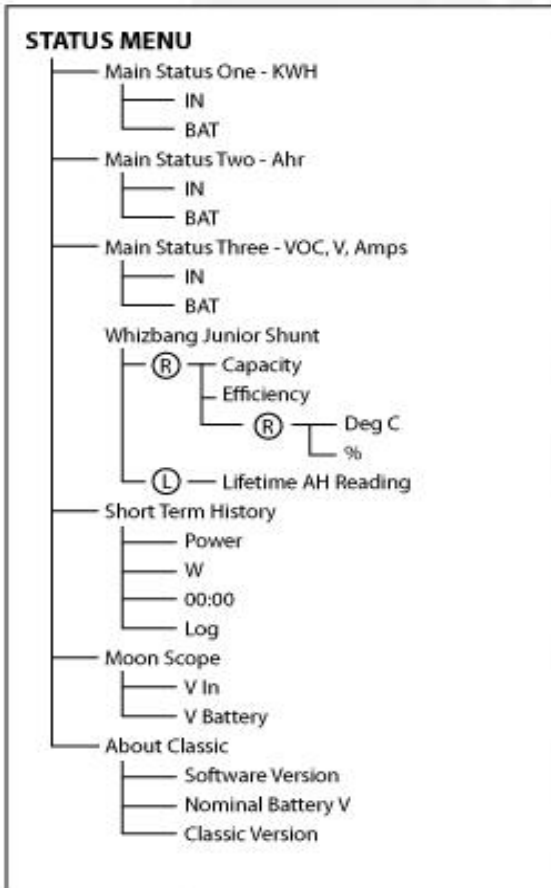 STATUS MENU
Main Status One - KWH
IN
BAT
Main Status Two - Ahr
IN
BAT
Main Status Three - VOC, V, Amps
IN
BAT
Whizbang Junior Shunt
R Capacity
Efficiency
R Deg C
%
L Lifetime AH Reading
Short Term History
Power
W
00:00
Log
Moon Scope
V In
V Battery
About Classic
Software Version
Nominal Battery V
Classic Version